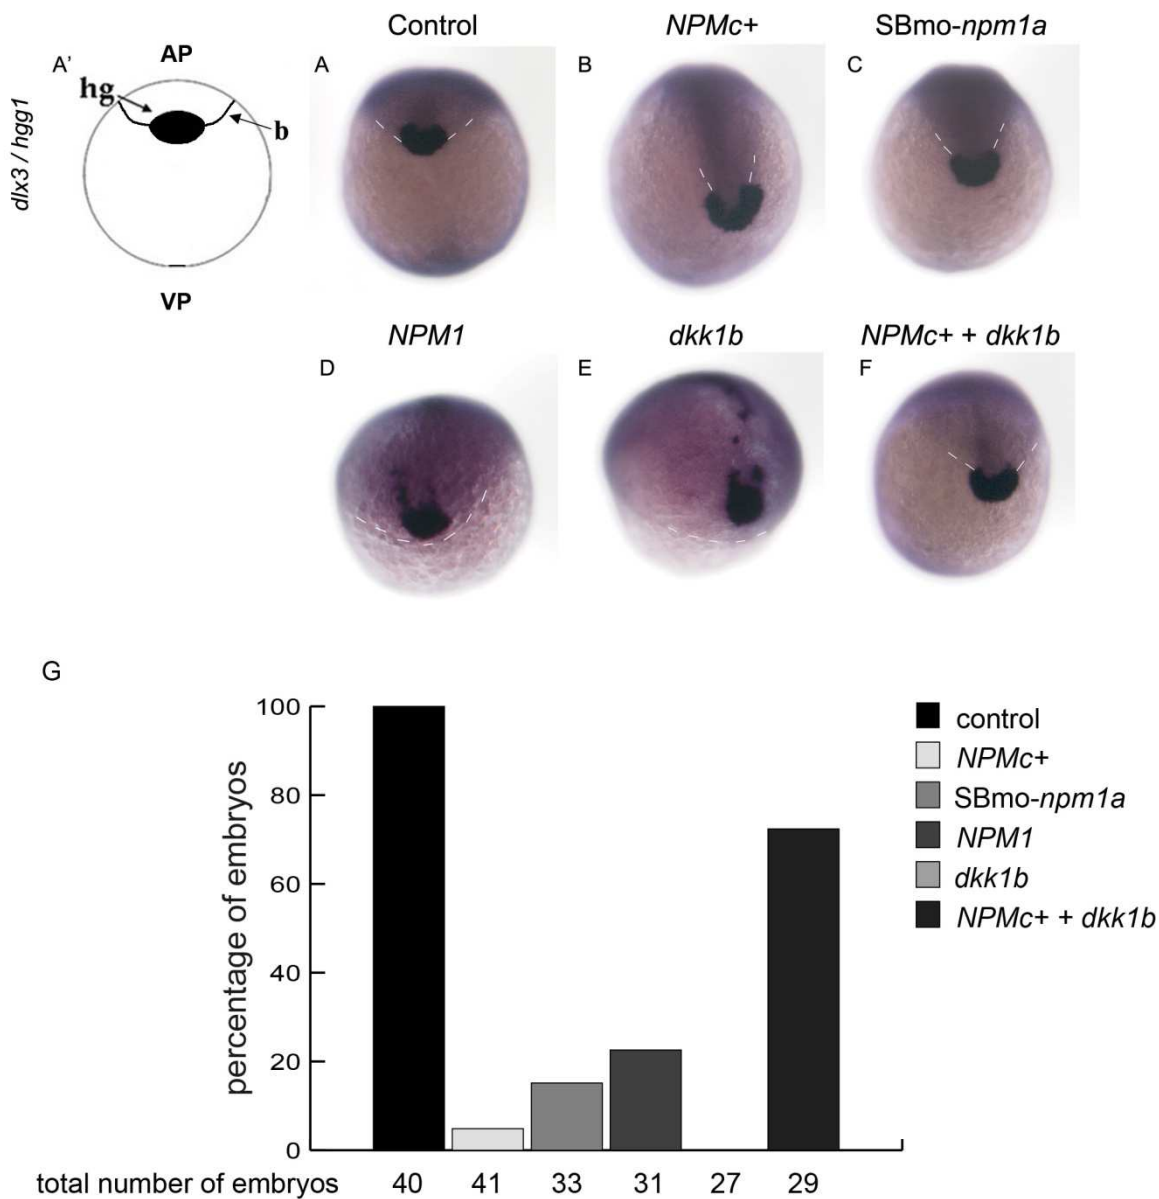 Control NPMc+ SBmo-npm1a
A' AP A B C
hg
b
dlx3 / hgg1
VP
NPM1 dkk1b NPMc+ + dkk1b
D E F
G
percentage of embryos
100
80
60
40
20
0
control
NPMc+
SBmo-npm1a
NPM1
dkk1b
NPMc+ + dkk1b
total number of embryos 40 41 33 31 27 29